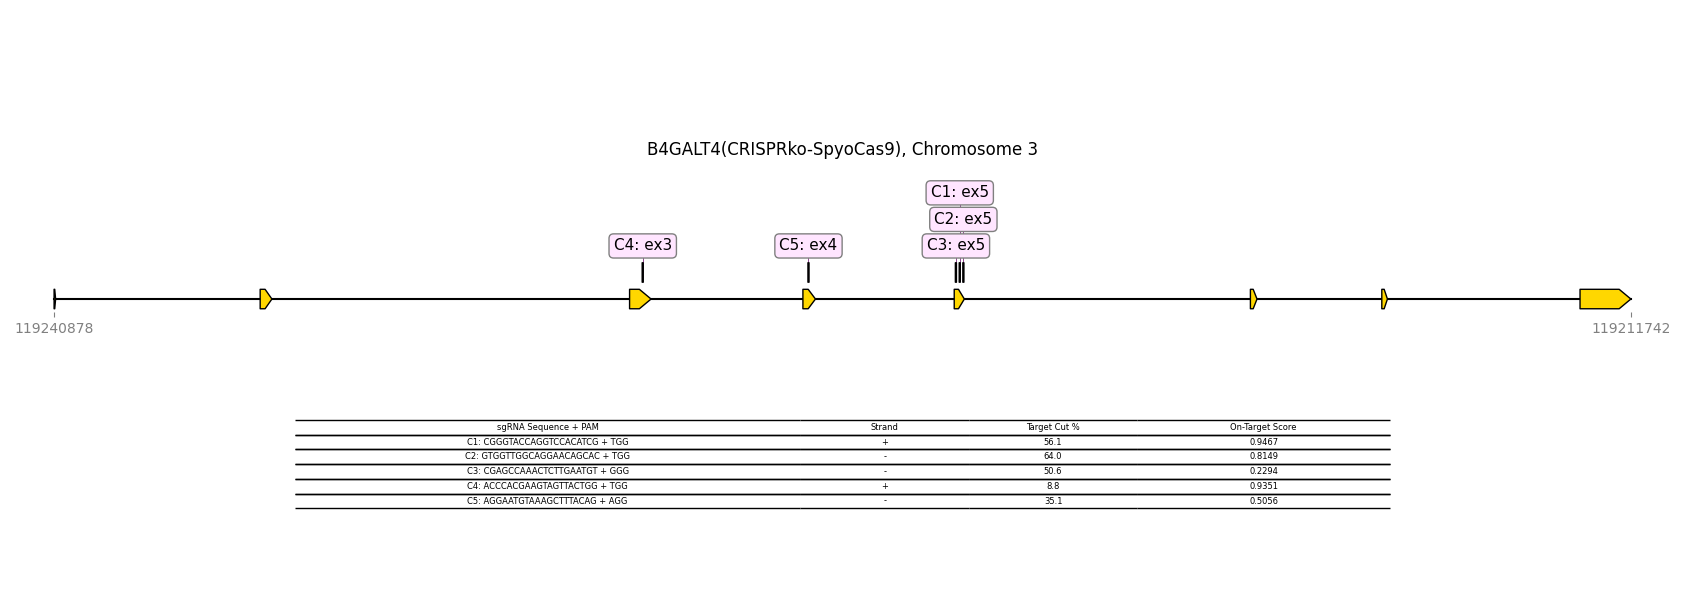 B4GALT4(CRISPRko-SpyoCas9), Chromosome 3
C1: ex5
C2: ex5
C4: ex3 C5: ex4 C3: ex5
119240878 119211742
sgRNA Sequence + PAM Strand Target Cut % On-Target Score
C1: CGGGTACCAGGTCCACATCG + TGG + 56.1 0.9467
C2: GTGGTTGGCAGGAACAGCAC + TGG - 64.0 0.8149
C3: CGAGCCAAACTCTTGAATGT + GGG - 50.6 0.2294
C4: ACCCACGAAGTAGTTACTGG + TGG + 8.8 0.9351
C5: AGGAATGTAAAGCTTTACAG + AGG - 35.1 0.5056